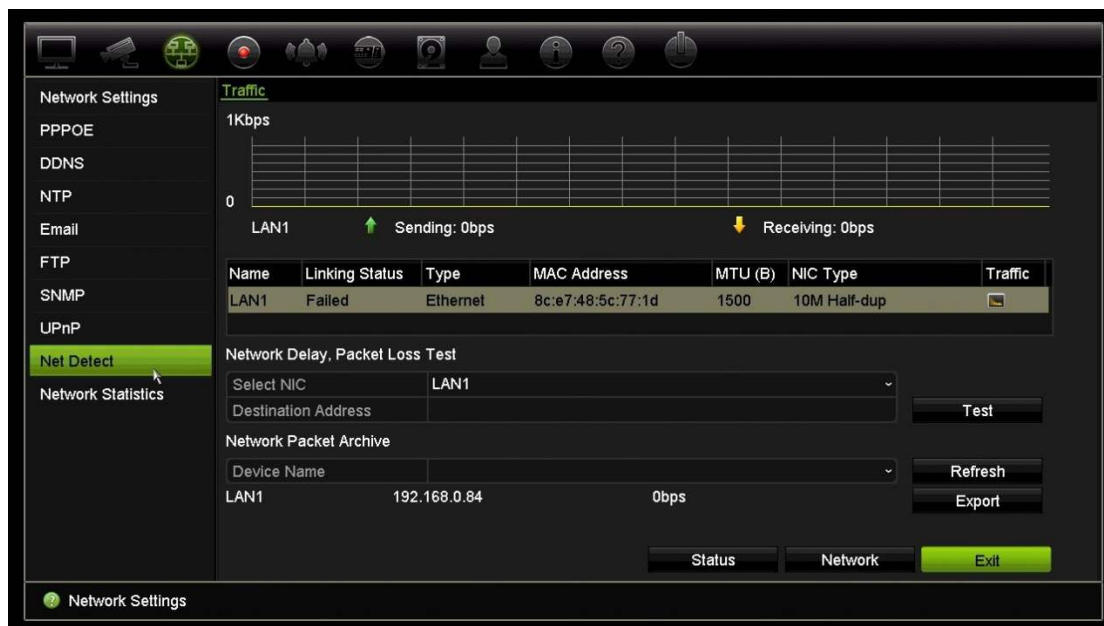 Network Settings
PPPOE
DDNS
NTP
Email
FTP
SNMP
UPnP
Net Detect
Network Statistics
Traffic
1Kbps
0
LAN1 Sending: 0bps Receiving: 0bps
Name Linking Status Type MAC Address MTU (B) NIC Type Traffic
LAN1 Failed Ethernet 8c:e7:48:5c:77:1d 1500 10M Half-dup
Network Delay, Packet Loss Test
Select NIC LAN1
Destination Address Test
Network Packet Archive
Device Name Refresh
LAN1 192.168.0.84 0bps Export
Status Network Exit
Network Settings